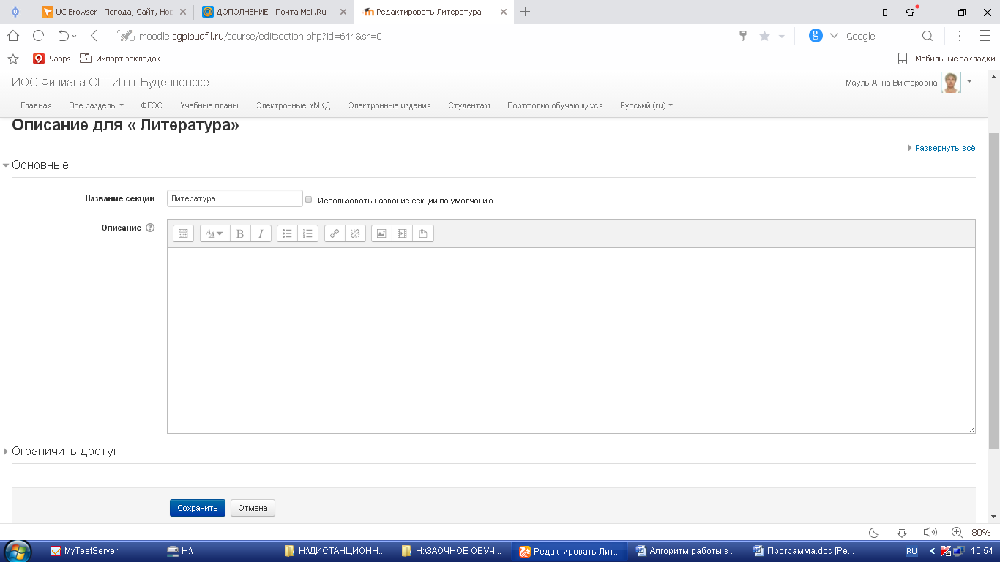 UC Browser - Погода, Сайт, Нов
ДОПОЛНЕНИЕ - Почта Mail.Ru
Редактировать Литература
moodle.sgpibudfil.ru/course/editsection.php?id=644&sr=0
Google
9apps
Импорт закладок
Мобильные закладки
ИОС Филиала СГПИ в г.Буденновске
Мауль Анна Викторовна
Главная
Все разделы
ФГОС
Учебные планы
Электронные УМКД
Электронные издания
Студентам
Портфолио обучающихся
Русский (ru)
Описание для « Литература»
Развернуть всё
Основные
Название секции
Литература
Использовать название секции по умолчанию
Описание
Ограничить доступ
Сохранить
Отмена
80%
MyTestServer
H:\
H:\ДИСТАНЦИОНН...
H:\ЗАОЧНОЕ ОБУЧ...
Редактировать Лит...
Алгоритм работы в ...
Программа.doc [Ре...
RU
10:54